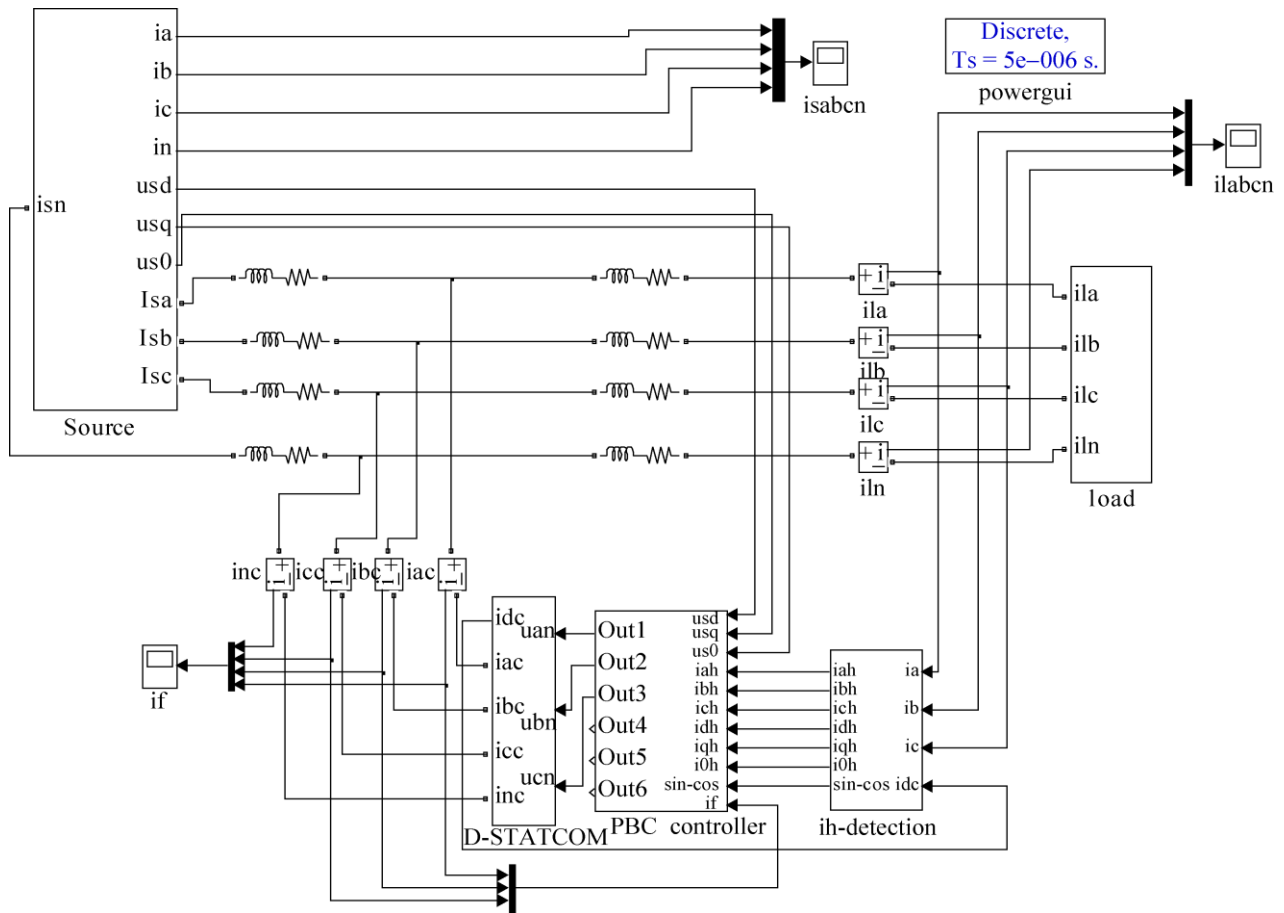 ia
ib
ic
in
usd
usq
us0
Isa
Isb
Isc
isn
Source
isabcn
Discrete,
Ts = 5e−006 s.
powergui
ilabcn
+ i
−
ila
+ i
−
ilb
+ i
−
ilc
+ i
−
iln
ila
ilb
ilc
iln
load
inc
+
i
−
icc
+
i
−
ibc
+
i
−
iac
+
i
−
if
idc
iac
ibc
icc
inc
uan
ubn
ucn
D-STATCOM
Out1
Out2
Out3
Out4
Out5
Out6
usd
usq
us0
iah
ibh
ich
idh
iqh
i0h
sin-cos
if
PBC controller
iah
ibh
ich
idh
iqh
i0h
sin-cos
ia
ib
ic
idc
ih-detection